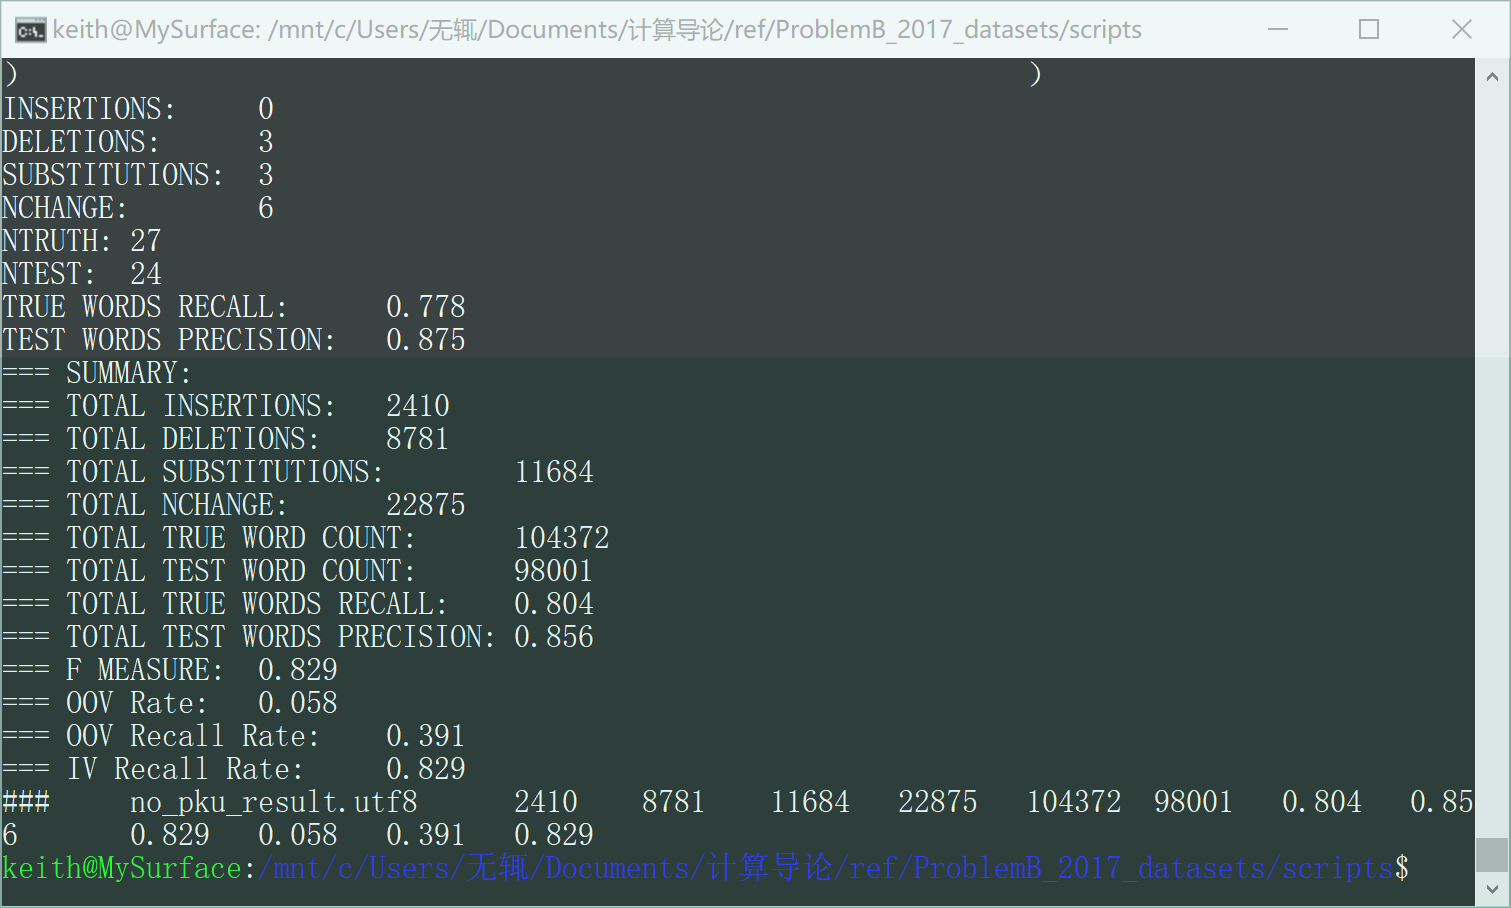 keith@MySurface: /mnt/c/Users/无辄/Documents/计算导论/ref/ProblemB_2017_datasets/scripts
) )
INSERTIONS: 0
DELETIONS: 3
SUBSTITUTIONS: 3
NCHANGE: 6
NTRUTH: 27
NTEST: 24
TRUE WORDS RECALL: 0.778
TEST WORDS PRECISION: 0.875
=== SUMMARY:
=== TOTAL INSERTIONS: 2410
=== TOTAL DELETIONS: 8781
=== TOTAL SUBSTITUTIONS: 11684
=== TOTAL NCHANGE: 22875
=== TOTAL TRUE WORD COUNT: 104372
=== TOTAL TEST WORD COUNT: 98001
=== TOTAL TRUE WORDS RECALL: 0.804
=== TOTAL TEST WORDS PRECISION: 0.856
=== F MEASURE: 0.829
=== OOV Rate: 0.058
=== OOV Recall Rate: 0.391
=== IV Recall Rate: 0.829
### no_pku_result.utf8 2410 8781 11684 22875 104372 98001 0.804 0.85
6 0.829 0.058 0.391 0.829
keith@MySurface:/mnt/c/Users/无辄/Documents/计算导论/ref/ProblemB_2017_datasets/scripts$